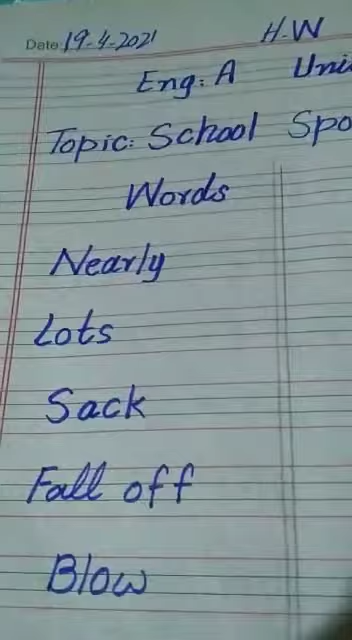 Date: 19-4-2021 H.W
Eng: A
Topic: School
Words
Nearly
Lots
Sack
Fall off
Blow